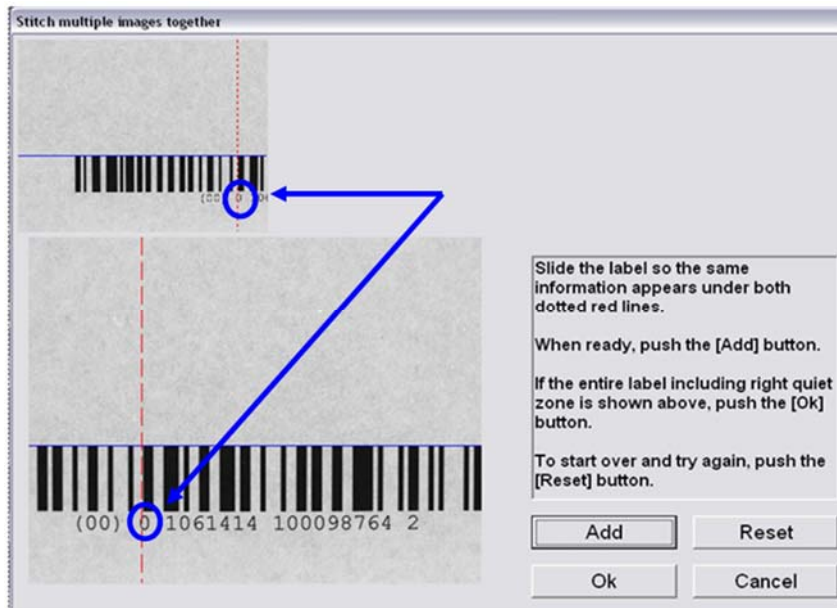 Stitch multiple images together
(00 0
(00) 0 1061414 100098764 2
Slide the label so the same
information appears under both
dotted red lines.
When ready, push the [Add] button.
If the entire label including right quiet
zone is shown above, push the [Ok]
button.
To start over and try again, push the
[Reset] button.
Add
Reset
Ok
Cancel